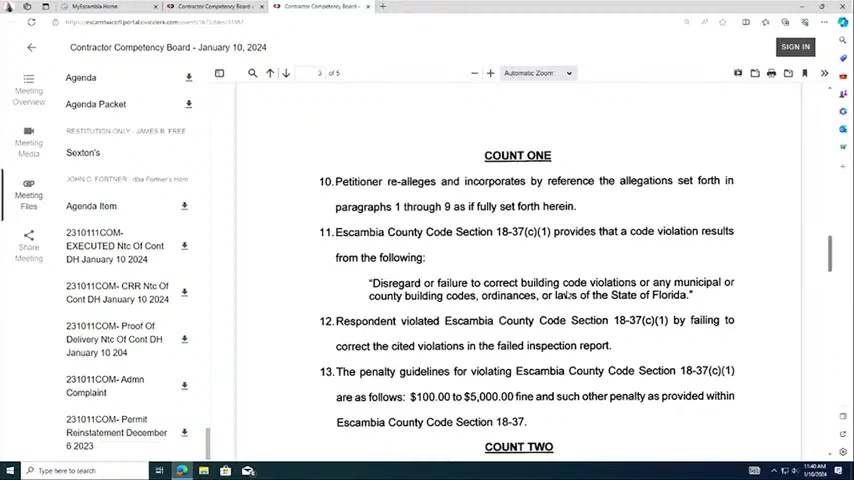 MyEscambia Home
Contractor Competency Board -
Contractor Competency Board -
Contractor Competency Board - January 10, 2024
SIGN IN
Meeting
Overview
Meeting
Media
Meeting
Files
Share
Meeting
Agenda
Agenda Packet
RESTITUTION ONLY - JAMES B. FREE
Sexton's
JOHN C. FORTNER - dba Fortner's Hom
Agenda Item
2310111COM-
EXECUTED Ntc Of Cont
DH January 10 2024
231011COM- CRR Ntc Of
Cont DH January 10 2024
231011COM- Proof Of
Delivery Ntc Of Cont DH
January 10 204
231011COM- Admn
Complaint
231011COM- Permit
Reinstatement December
6 2023
3 of 5
Automatic Zoom
COUNT ONE
10. Petitioner re-alleges and incorporates by reference the allegations set forth in
paragraphs 1 through 9 as if fully set forth herein.
11. Escambia County Code Section 18-37(c)(1) provides that a code violation results
from the following:
“Disregard or failure to correct building code violations or any municipal or
county building codes, ordinances, or laws of the State of Florida.”
12. Respondent violated Escambia County Code Section 18-37(c)(1) by failing to
correct the cited violations in the failed inspection report.
13. The penalty guidelines for violating Escambia County Code Section 18-37(c)(1)
are as follows: $100.00 to $5,000.00 fine and such other penalty as provided within
Escambia County Code Section 18-37.
COUNT TWO
Type here to search
11:40 AM
1/10/2024